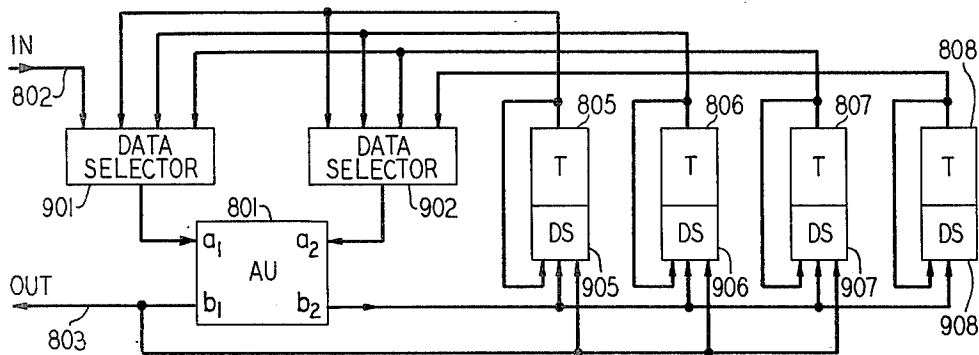 IN
802
DATA
SELECTOR
901
DATA
SELECTOR
902
801
a1 a2
AU
b1 b2
OUT
803
805
T
DS
905
806
T
DS
906
807
T
DS
907
808
T
DS
908